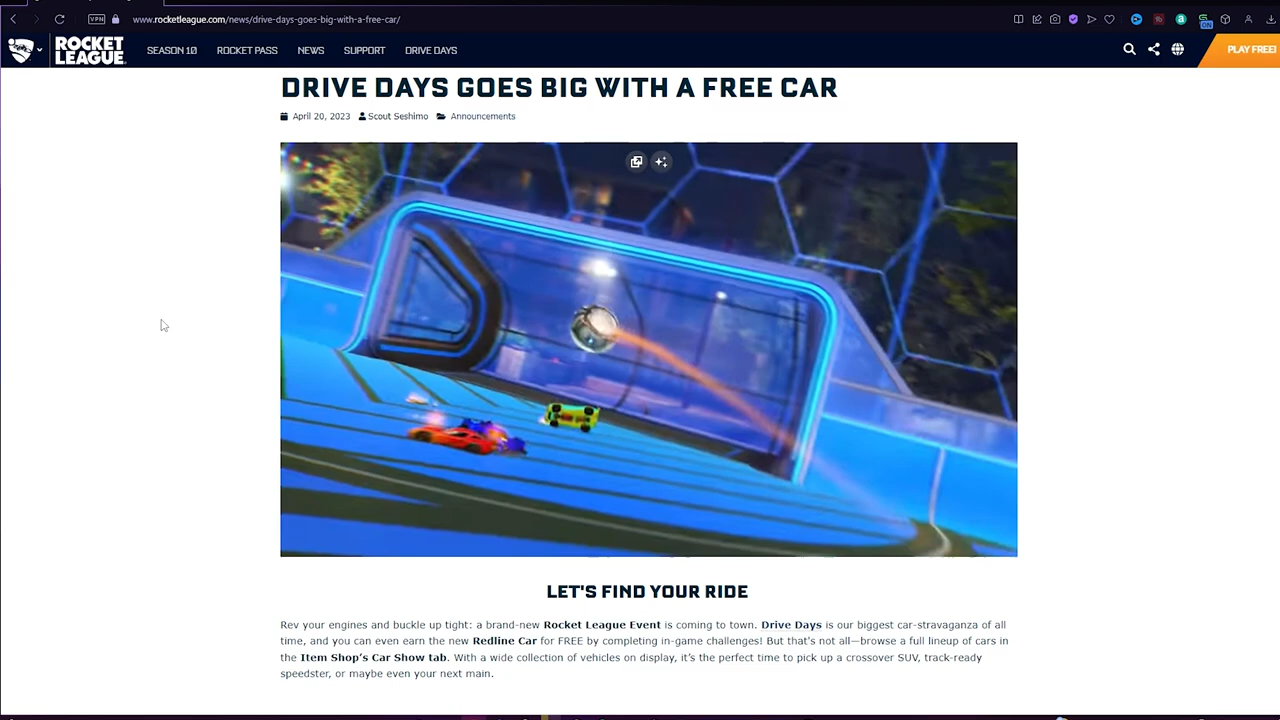 VPN
www.rocketleague.com/news/drive-days-goes-big-with-a-free-car/
ON
ROCKET LEAGUE
SEASON 10
ROCKET PASS
NEWS
SUPPORT
DRIVE DAYS
PLAY FREE!
DRIVE DAYS GOES BIG WITH A FREE CAR
April 20, 2023 Scout Seshimo Announcements
LET'S FIND YOUR RIDE
Rev your engines and buckle up tight: a brand-new Rocket League Event is coming to town. Drive Days is our biggest car-stravaganza of all
time, and you can even earn the new Redline Car for FREE by completing in-game challenges! But that's not all—browse a full lineup of cars in
the Item Shop's Car Show tab. With a wide collection of vehicles on display, it's the perfect time to pick up a crossover SUV, track-ready
speedster, or maybe even your next main.